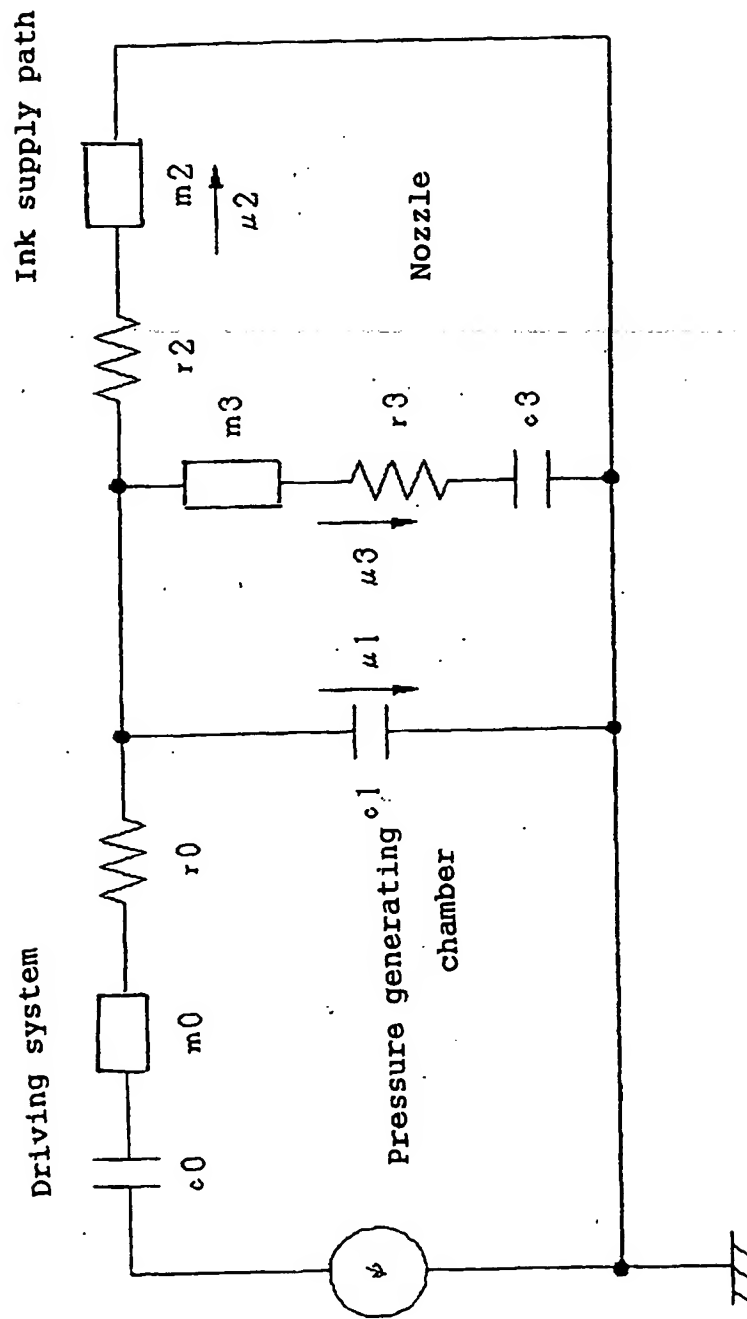 Driving system
Ink supply path
c0
m0
r0
r2
m2
μ2
Pressure generating
chamber
c1
μ1
μ3
m3
r3
c3
Nozzle